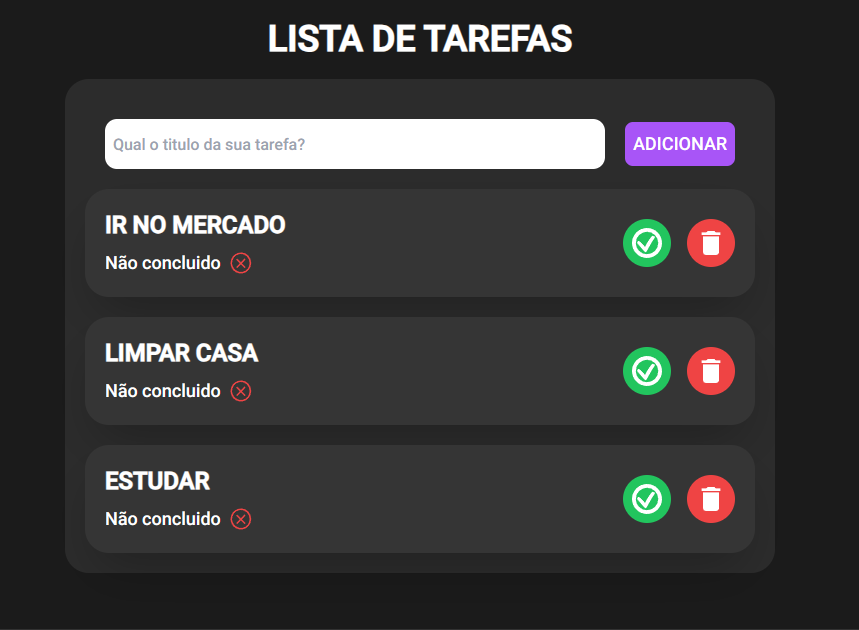 LISTA DE TAREFAS
Qual o titulo da sua tarefa?
ADICIONAR
IR NO MERCADO
Não concluido
LIMPAR CASA
Não concluido
ESTUDAR
Não concluido